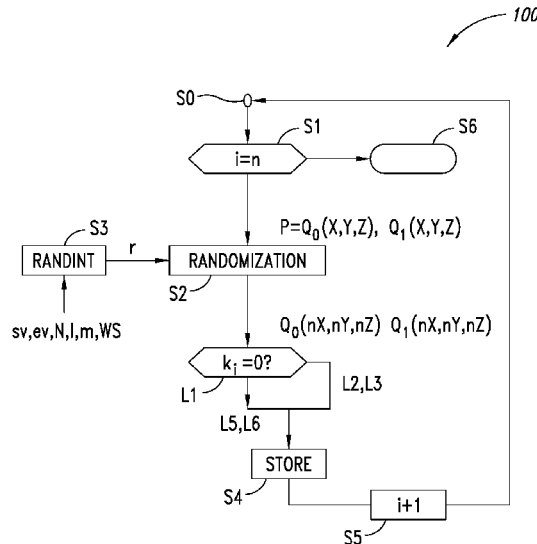 100
S0
S1
S6
i=n
P=Q₀(X,Y,Z), Q₁(X,Y,Z)
S3
r
RANDINT
RANDOMIZATION
S2
sv,ev,N,l,m,WS
Q₀(nX,nY,nZ) Q₁(nX,nY,nZ)
kᵢ=0?
L1
L2,L3
L5,L6
STORE
S4
i+1
S5